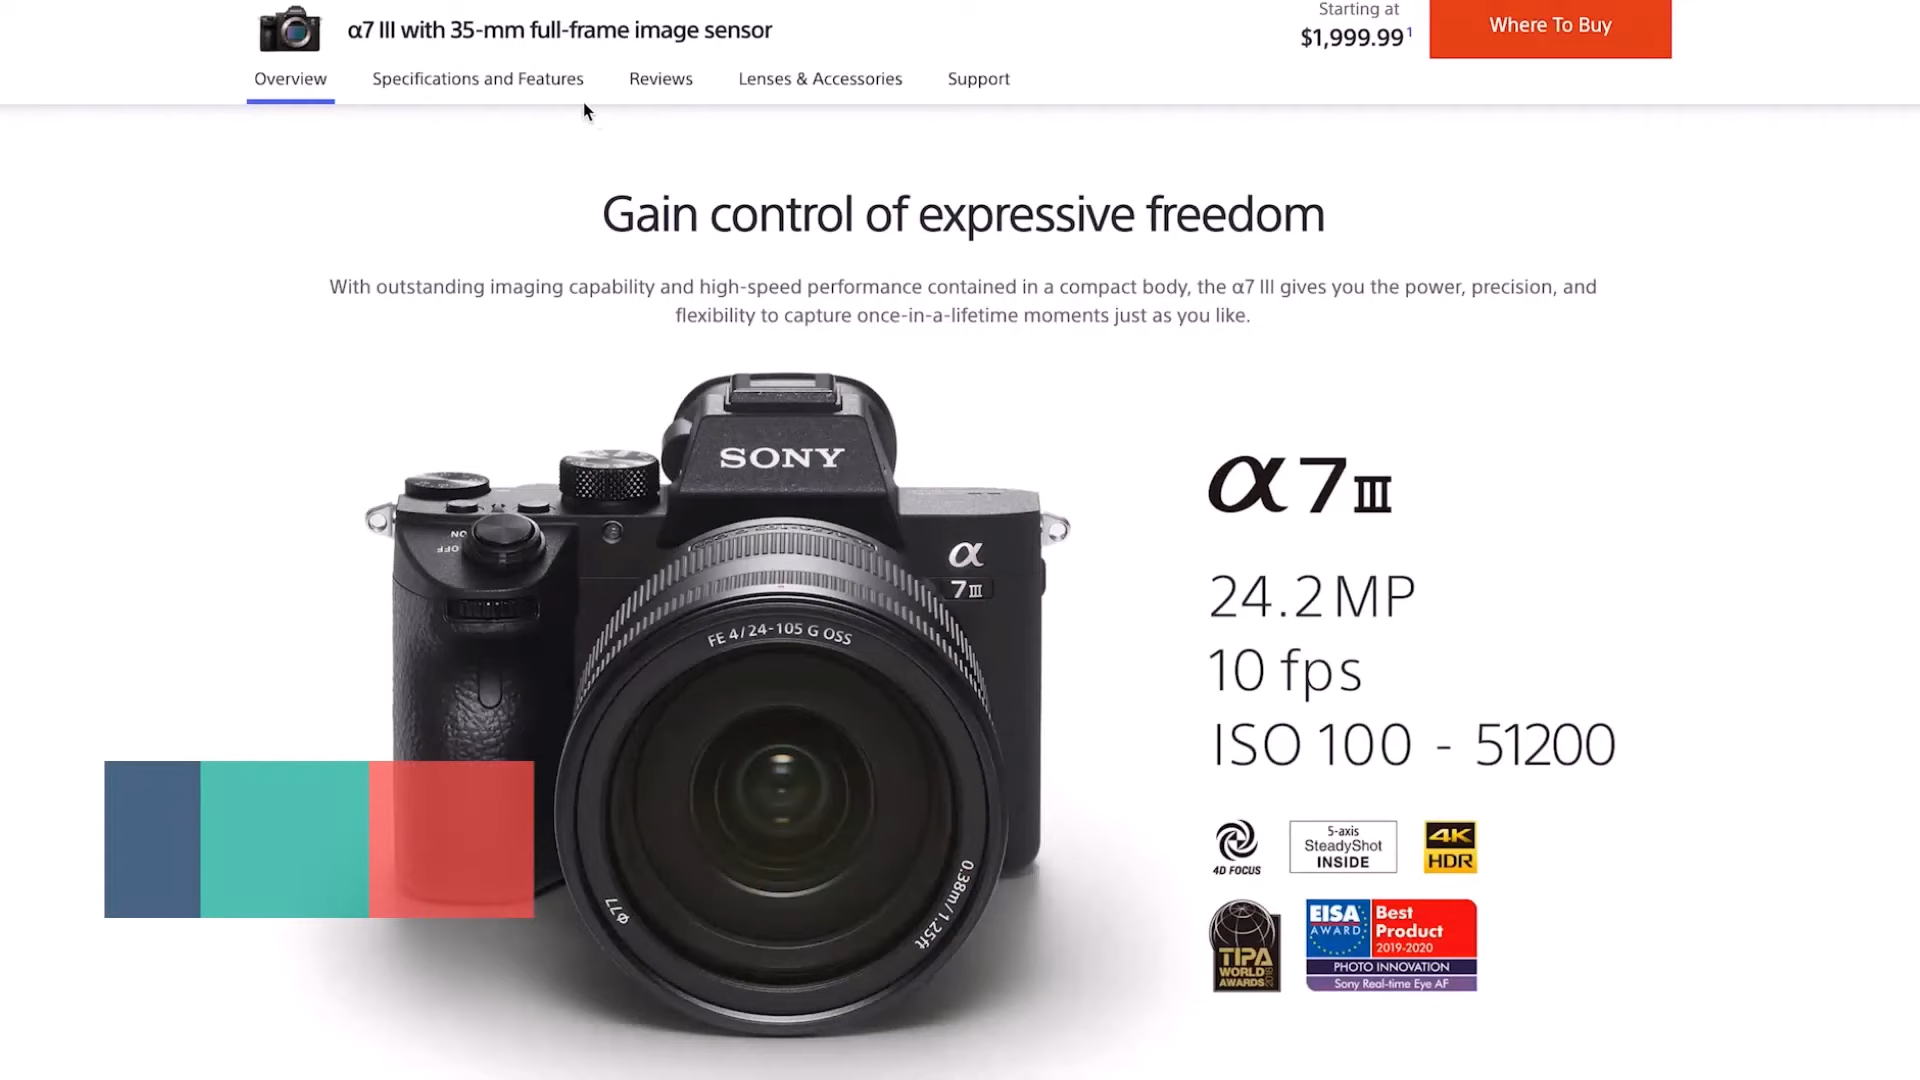 α7 III with 35-mm full-frame image sensor
Starting at
$1,999.99¹
Where To Buy
Overview
Specifications and Features
Reviews
Lenses & Accessories
Support
Gain control of expressive freedom
With outstanding imaging capability and high-speed performance contained in a compact body, the α7 III gives you the power, precision, and
flexibility to capture once-in-a-lifetime moments just as you like.
SONY
ON
OFF
α
7III
FE 4/24-105 G OSS
0.38m/1.25ft
Φ77
α7III
24.2MP
10 fps
ISO 100 - 51200
4D FOCUS
5-axis
SteadyShot
INSIDE
4K
HDR
TIPA
WORLD
AWARDS 2018
EISA
AWARD
Best
Product
2019-2020
PHOTO INNOVATION
Sony Real-time Eye AF